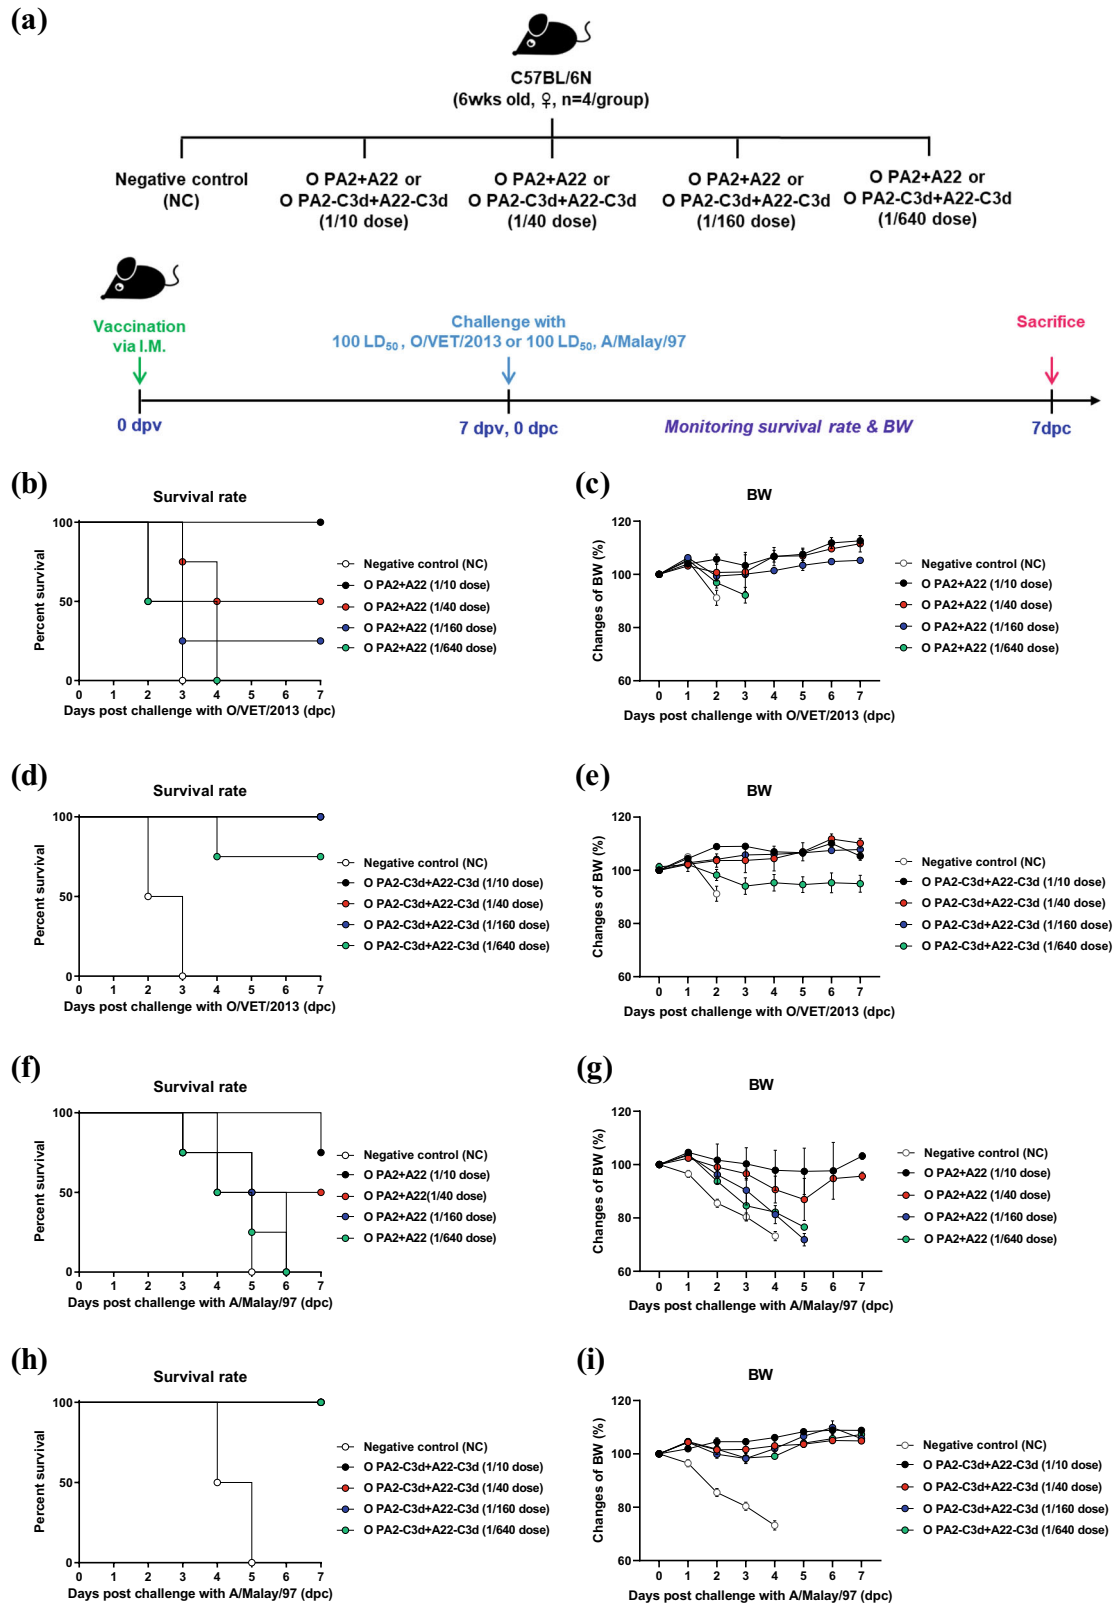 (a)
C57BL/6N
(6wks old, ♀, n=4/group)
Negative control
(NC)
O PA2+A22 or
O PA2-C3d+A22-C3d
(1/10 dose)
O PA2+A22 or
O PA2-C3d+A22-C3d
(1/40 dose)
O PA2+A22 or
O PA2-C3d+A22-C3d
(1/160 dose)
O PA2+A22 or
O PA2-C3d+A22-C3d
(1/640 dose)
Vaccination
via I.M.
Challenge with
100 LD50 , O/VET/2013 or 100 LD50, A/Malay/97
Sacrifice
0 dpv
7 dpv, 0 dpc
Monitoring survival rate & BW
7dpc
(b)
Survival rate
Percent survival
100
50
0
0 1 2 3 4 5 6 7
Days post challenge with O/VET/2013 (dpc)
Negative control (NC)
O PA2+A22 (1/10 dose)
O PA2+A22 (1/40 dose)
O PA2+A22 (1/160 dose)
O PA2+A22 (1/640 dose)
(c)
BW
Changes of BW (%)
120
100
80
60
0 1 2 3 4 5 6 7
Days post challenge with O/VET/2013 (dpc)
Negative control (NC)
O PA2+A22 (1/10 dose)
O PA2+A22 (1/40 dose)
O PA2+A22 (1/160 dose)
O PA2+A22 (1/640 dose)
(d)
Survival rate
Percent survival
100
50
0
0 1 2 3 4 5 6 7
Days post challenge with O/VET/2013 (dpc)
Negative control (NC)
O PA2-C3d+A22-C3d (1/10 dose)
O PA2-C3d+A22-C3d (1/40 dose)
O PA2-C3d+A22-C3d (1/160 dose)
O PA2-C3d+A22-C3d (1/640 dose)
(e)
BW
Changes of BW (%)
120
100
80
60
0 1 2 3 4 5 6 7
Days post challenge with O/VET/2013 (dpc)
Negative control (NC)
O PA2-C3d+A22-C3d (1/10 dose)
O PA2-C3d+A22-C3d (1/40 dose)
O PA2-C3d+A22-C3d (1/160 dose)
O PA2-C3d+A22-C3d (1/640 dose)
(f)
Survival rate
Percent survival
100
50
0
0 1 2 3 4 5 6 7
Days post challenge with A/Malay/97 (dpc)
Negative control (NC)
O PA2+A22 (1/10 dose)
O PA2+A22(1/40 dose)
O PA2+A22 (1/160 dose)
O PA2+A22 (1/640 dose)
(g)
BW
Changes of BW (%)
120
100
80
60
0 1 2 3 4 5 6 7
Days post challenge with A/Malay/97 (dpc)
Negative control (NC)
O PA2+A22 (1/10 dose)
O PA2+A22 (1/40 dose)
O PA2+A22 (1/160 dose)
O PA2+A22 (1/640 dose)
(h)
Survival rate
Percent survival
100
50
0
0 1 2 3 4 5 6 7
Days post challenge with A/Malay/97 (dpc)
Negative control (NC)
O PA2-C3d+A22-C3d (1/10 dose)
O PA2-C3d+A22-C3d (1/40 dose)
O PA2-C3d+A22-C3d (1/160 dose)
O PA2-C3d+A22-C3d (1/640 dose)
(i)
BW
Changes of BW (%)
120
100
80
60
0 1 2 3 4 5 6 7
Days post challenge with A/Malay/97 (dpc)
Negative control (NC)
O PA2-C3d+A22-C3d (1/10 dose)
O PA2-C3d+A22-C3d (1/40 dose)
O PA2-C3d+A22-C3d (1/160 dose)
O PA2-C3d+A22-C3d (1/640 dose)